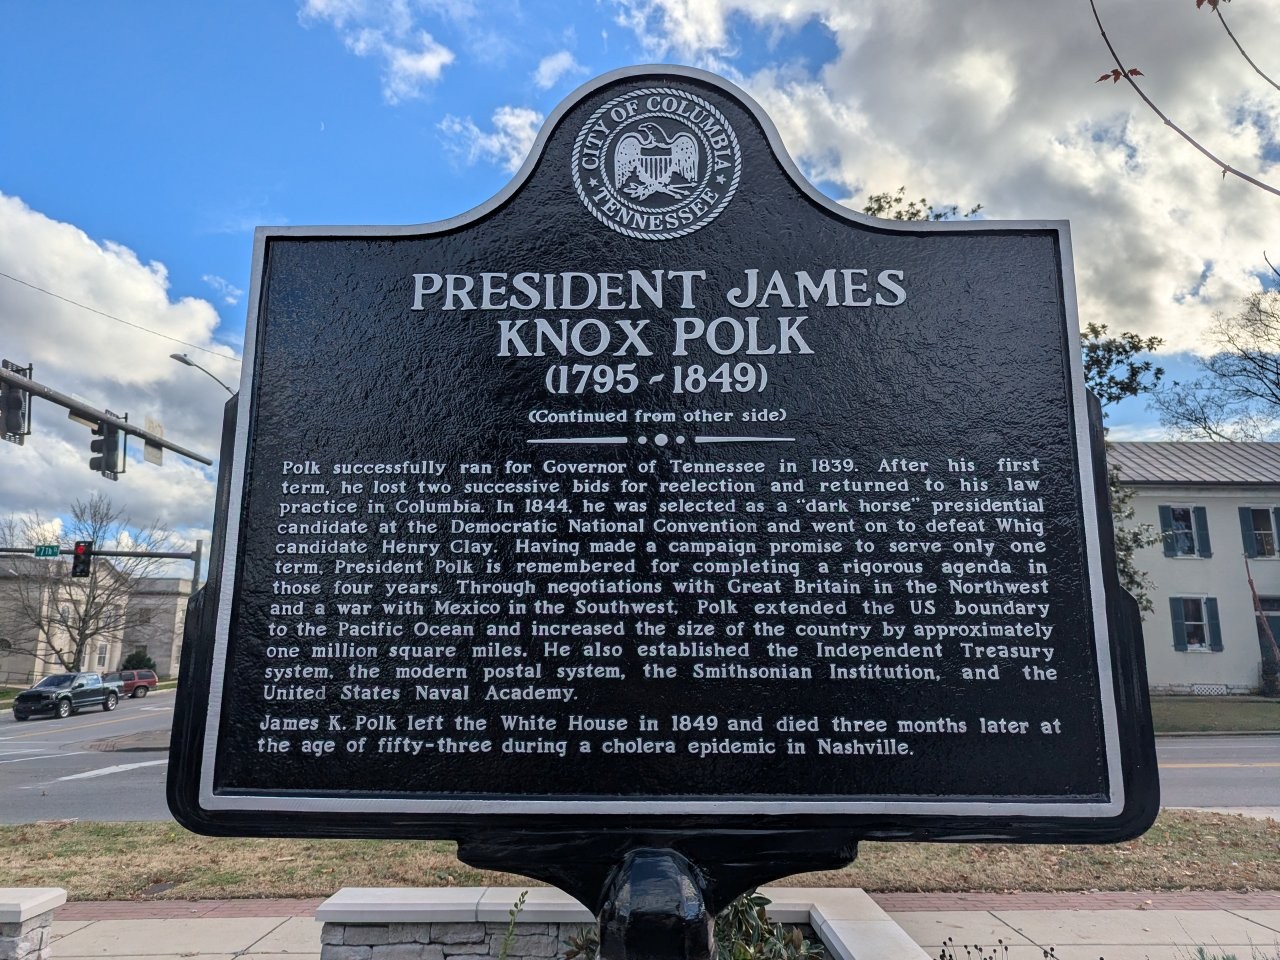 CITY OF COLUMBIA
TENNESSEE
PRESIDENT JAMES
KNOX POLK
(1795 - 1849)
(Continued from other side)
Polk successfully ran for Governor of Tennessee in 1839. After his first
term, he lost two successive bids for reelection and returned to his law
practice in Columbia. In 1844, he was selected as a "dark horse" presidential
candidate at the Democratic National Convention and went on to defeat Whig
candidate Henry Clay. Having made a campaign promise to serve only one
term, President Polk is remembered for completing a rigorous agenda in
those four years. Through negotiations with Great Britain in the Northwest
and a war with Mexico in the Southwest, Polk extended the US boundary
to the Pacific Ocean and increased the size of the country by approximately
one million square miles. He also established the Independent Treasury
system, the modern postal system, the Smithsonian Institution, and the
United States Naval Academy.
James K. Polk left the White House in 1849 and died three months later at
the age of fifty-three during a cholera epidemic in Nashville.